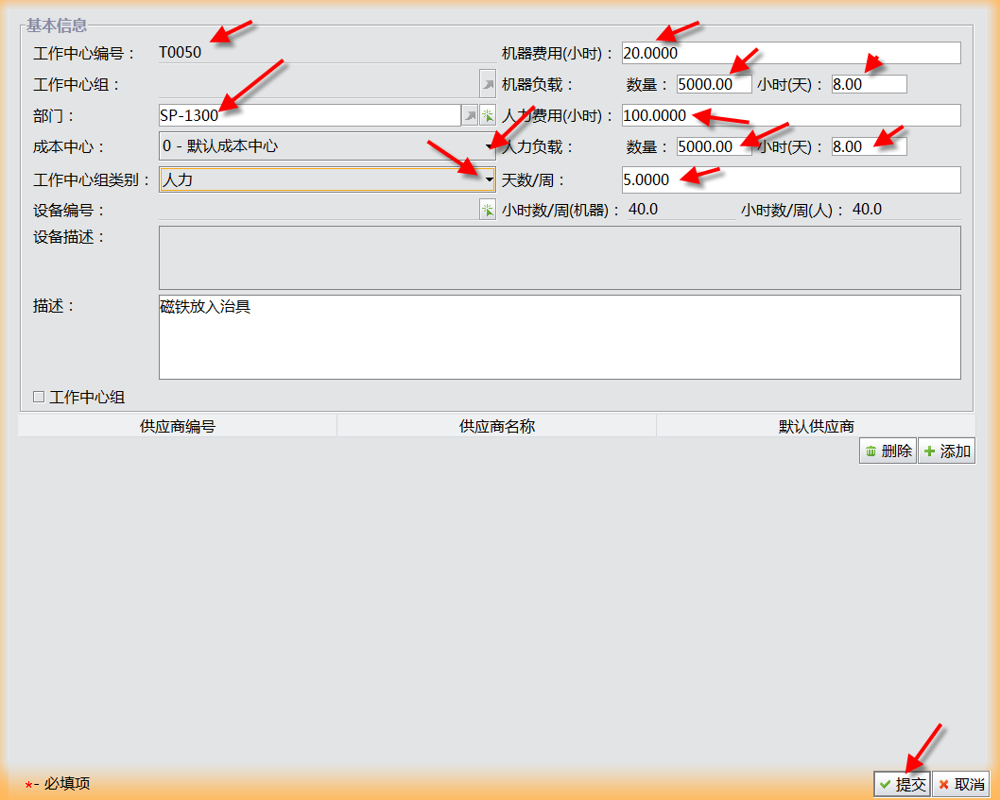 基本信息
工作中心编号： T0050 机器费用(小时)： 20.0000
工作中心组： 机器负载： 数量： 5000.00 小时(天)： 8.00
部门： SP-1300 人力费用(小时)： 100.0000
成本中心： 0 - 默认成本中心 人力负载： 数量： 5000.00 小时(天)： 8.00
工作中心组类别： 人力 天数/周： 5.0000
设备编号： 小时数/周(机器)： 40.0 小时数/周(人)： 40.0
设备描述：
描述： 磁铁放入治具
工作中心组
供应商编号 供应商名称 默认供应商
删除 添加
*- 必填项 提交 取消